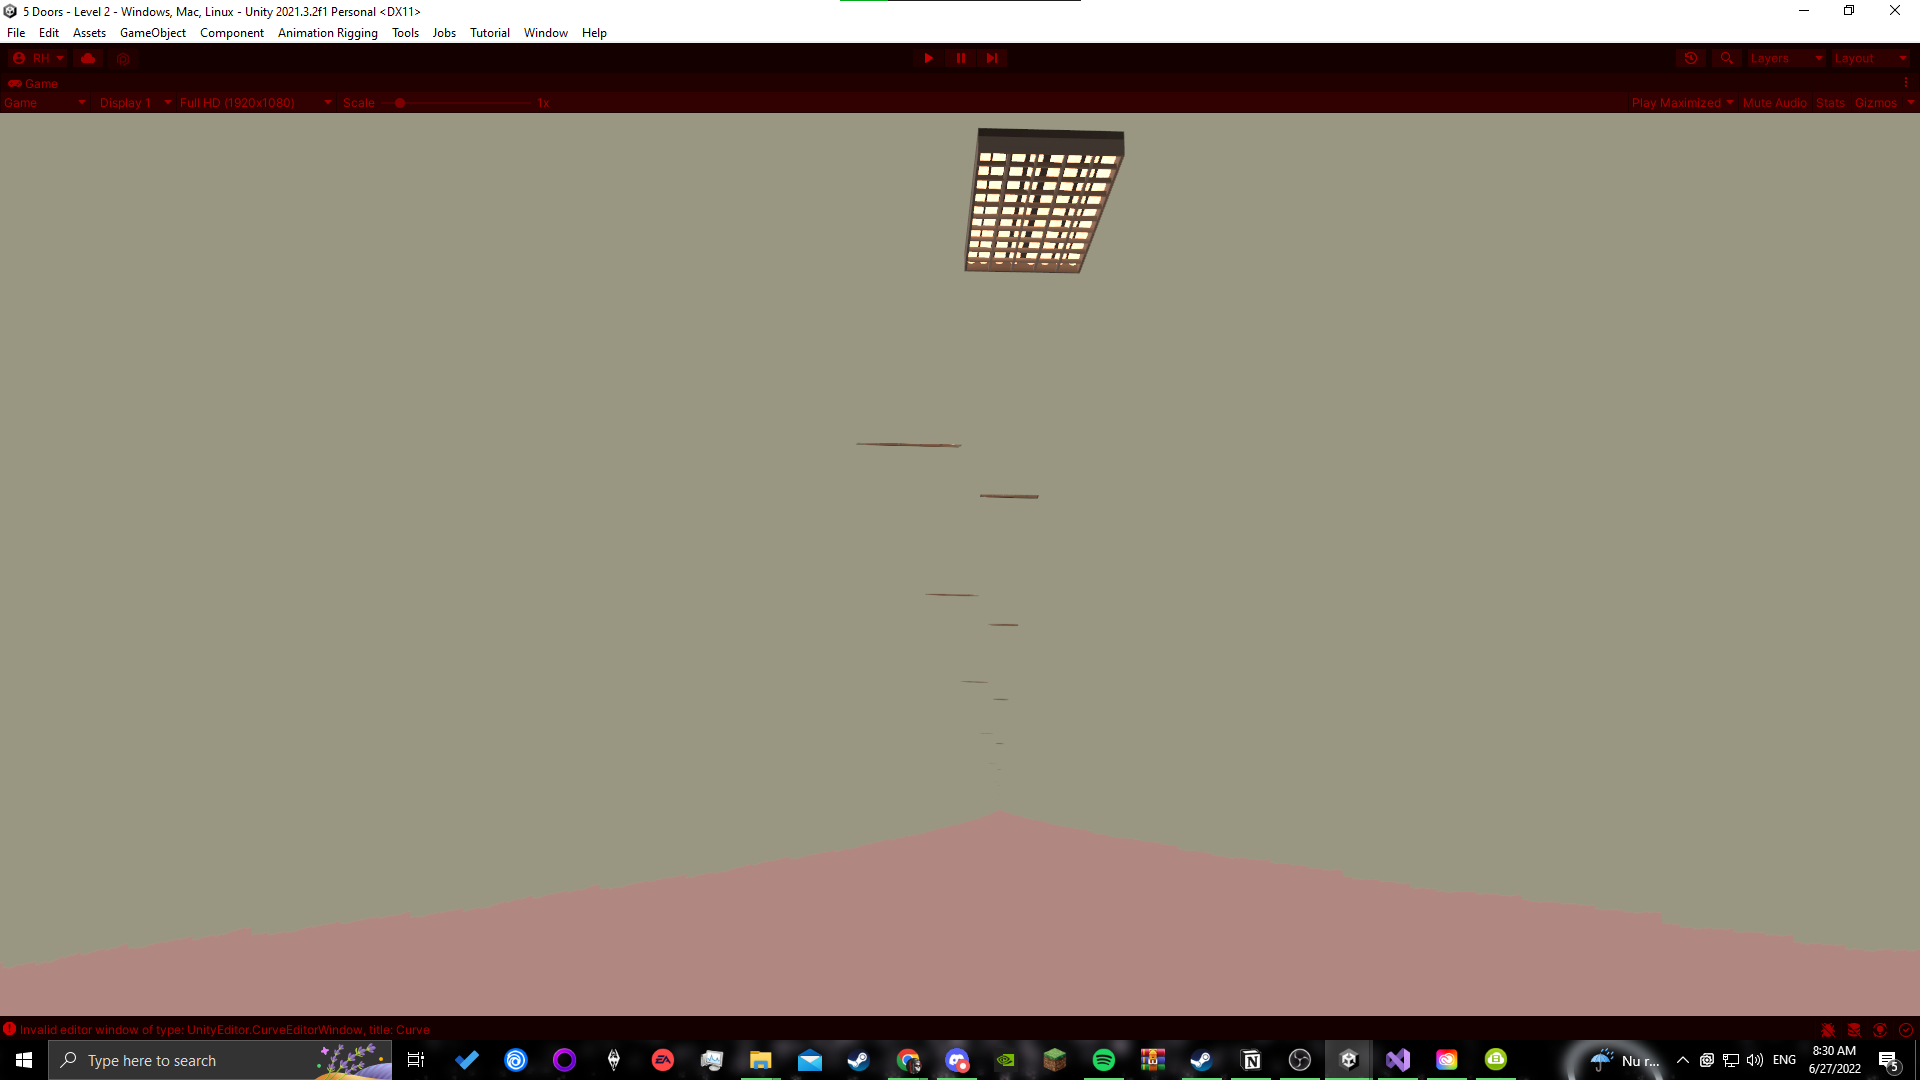 5 Doors - Level 2 - Windows, Mac, Linux - Unity 2021.3.2f1 Personal <DX11>
File Edit Assets GameObject Component Animation Rigging Tools Jobs Tutorial Window Help
RH Layers Layout
Game
Game Display 1 Full HD (1920x1080) Scale 1x Play Maximized Mute Audio Stats Gizmos
Invalid editor window of type: UnityEditor.CurveEditorWindow, title: Curve
Type here to search EA N Nu r... ENG 8:30 AM
6/27/2022 5